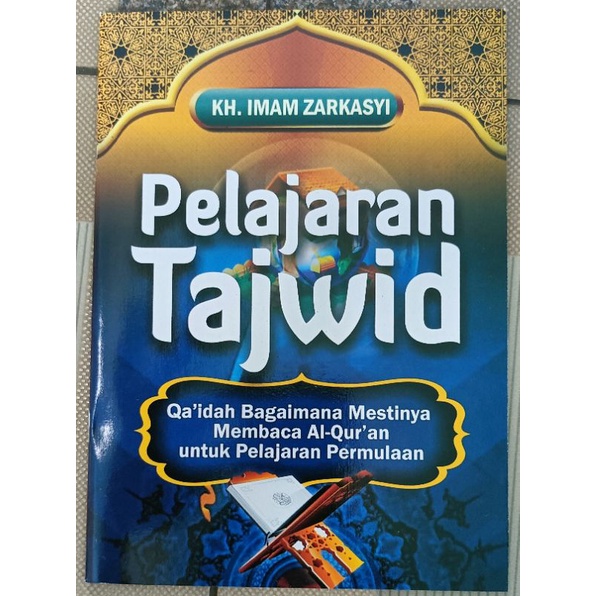 KH. IMAM ZARKASYI
Pelajaran
Tajwid
Qa'idah Bagaimana Mestinya
Membaca Al-Qur'an
untuk Pelajaran Permulaan